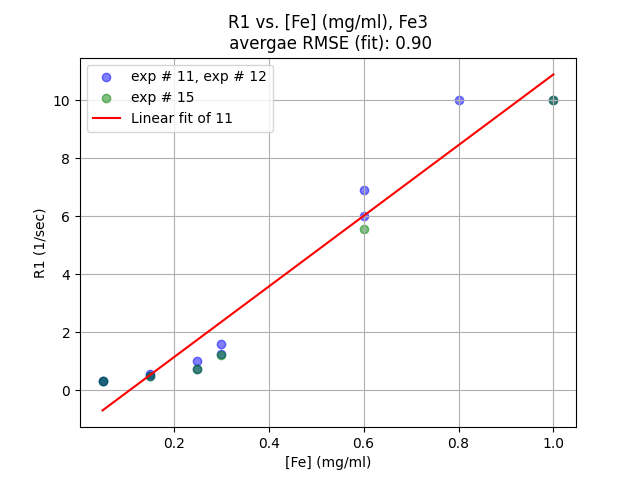 R1 vs. [Fe] (mg/ml), Fe3
avergae RMSE (fit): 0.90
exp # 11, exp # 12
exp # 15
Linear fit of 11
10
8
6
4
2
0
R1 (1/sec)
0.2 0.4 0.6 0.8 1.0
[Fe] (mg/ml)